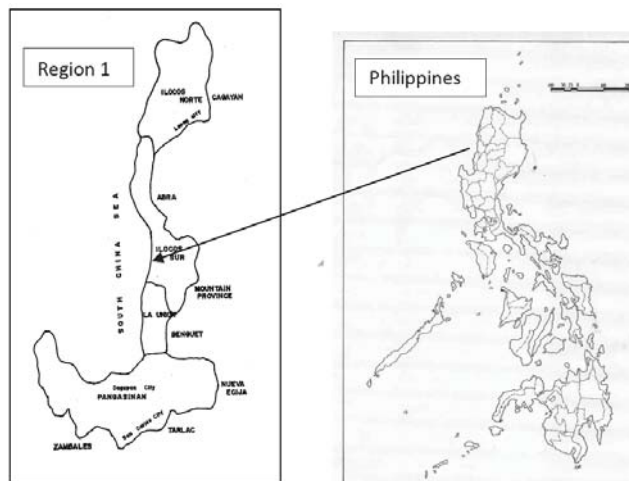 Region 1
Philippines
ILOCOS
NORTE
CAGAYAN
Laoag City
ABRA
SOUTH CHINA SEA
ILOCOS
SUR
MOUNTAIN
PROVINCE
LA UNION
BENGUET
Dagupan City
PANGASINAN
NUEVA
ECIJA
San Carlos City
TARLAC
ZAMBALES